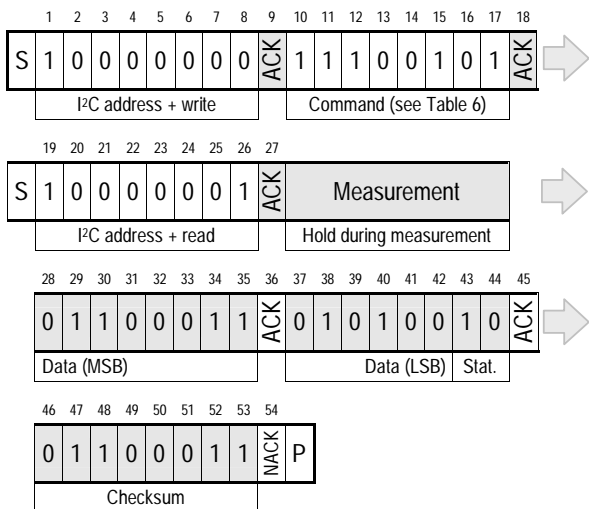 1 2 3 4 5 6 7 8 9 10 11 12 13 14 15 16 17 18
S 1 0 0 0 0 0 0 0 ACK 1 1 1 0 0 1 0 1 ACK
I²C address + write Command (see Table 6)
19 20 21 22 23 24 25 26 27
S 1 0 0 0 0 0 0 1 ACK Measurement
I²C address + read Hold during measurement
28 29 30 31 32 33 34 35 36 37 38 39 40 41 42 43 44 45
0 1 1 0 0 0 1 1 ACK 0 1 0 1 0 0 1 0 ACK
Data (MSB) Data (LSB) Stat.
46 47 48 49 50 51 52 53 54
0 1 1 0 0 0 1 1 NACK P
Checksum